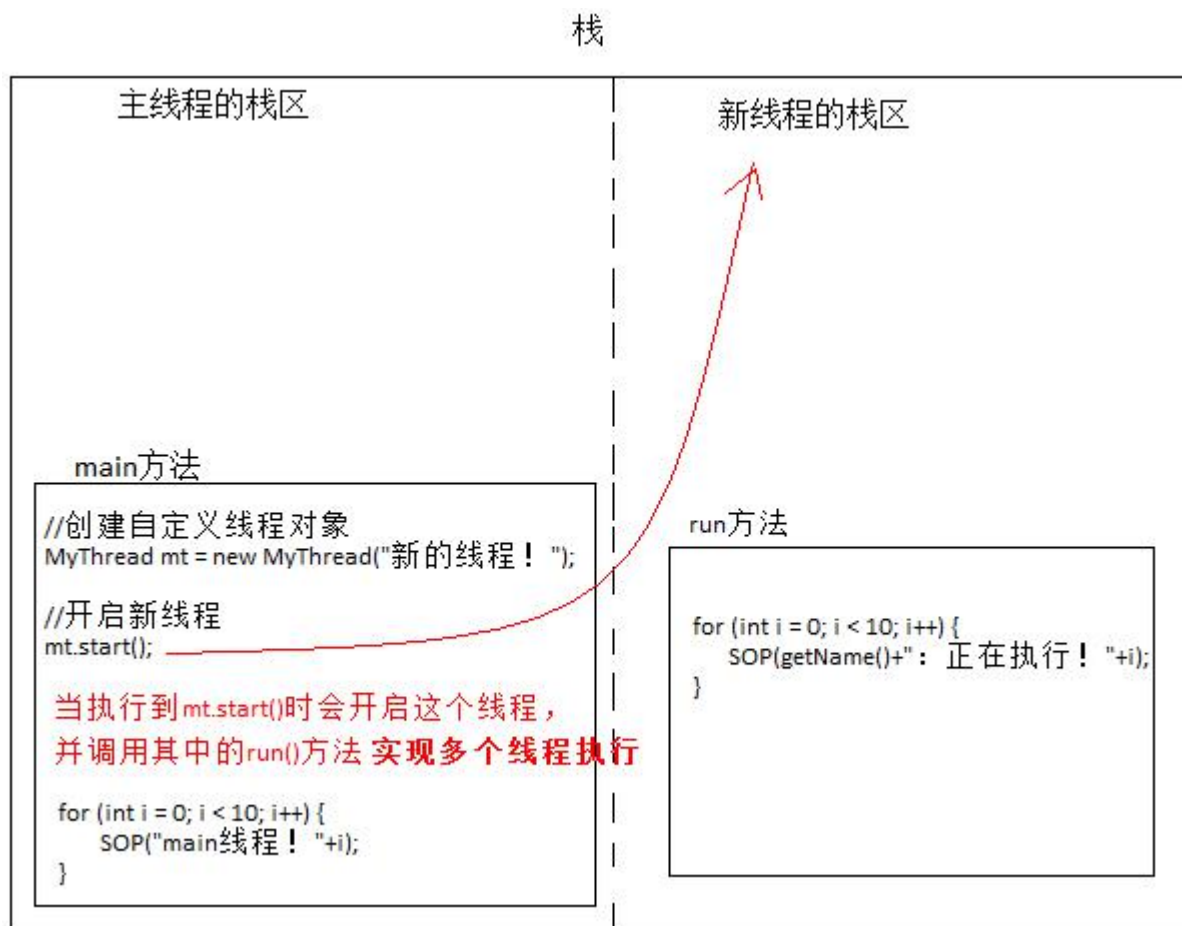 栈
主线程的栈区
新线程的栈区
main方法
//创建自定义线程对象
MyThread mt = new MyThread("新的线程！ ");
//开启新线程
mt.start();
当执行到mt.start()时会开启这个线程，
并调用其中的run()方法 实现多个线程执行
for (int i = 0; i < 10; i++) {
SOP("main线程！ "+i);
}
run方法
for (int i = 0; i < 10; i++) {
SOP(getName()+"：正在执行！ "+i);
}